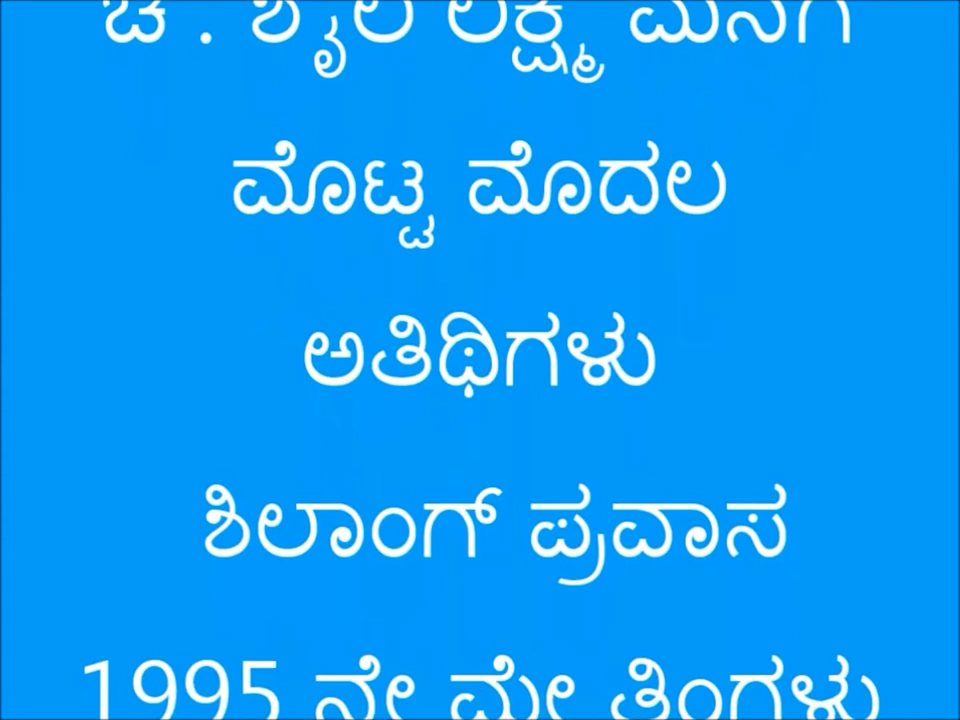 ಮೊಟ್ಟ ಮೊದಲ
ಅತಿಥಿಗಳು
ಶಿಲಾಂಗ್ ಪ್ರವಾಸ
1995 ನೇ ಮೇ ತಿಂಗಳು